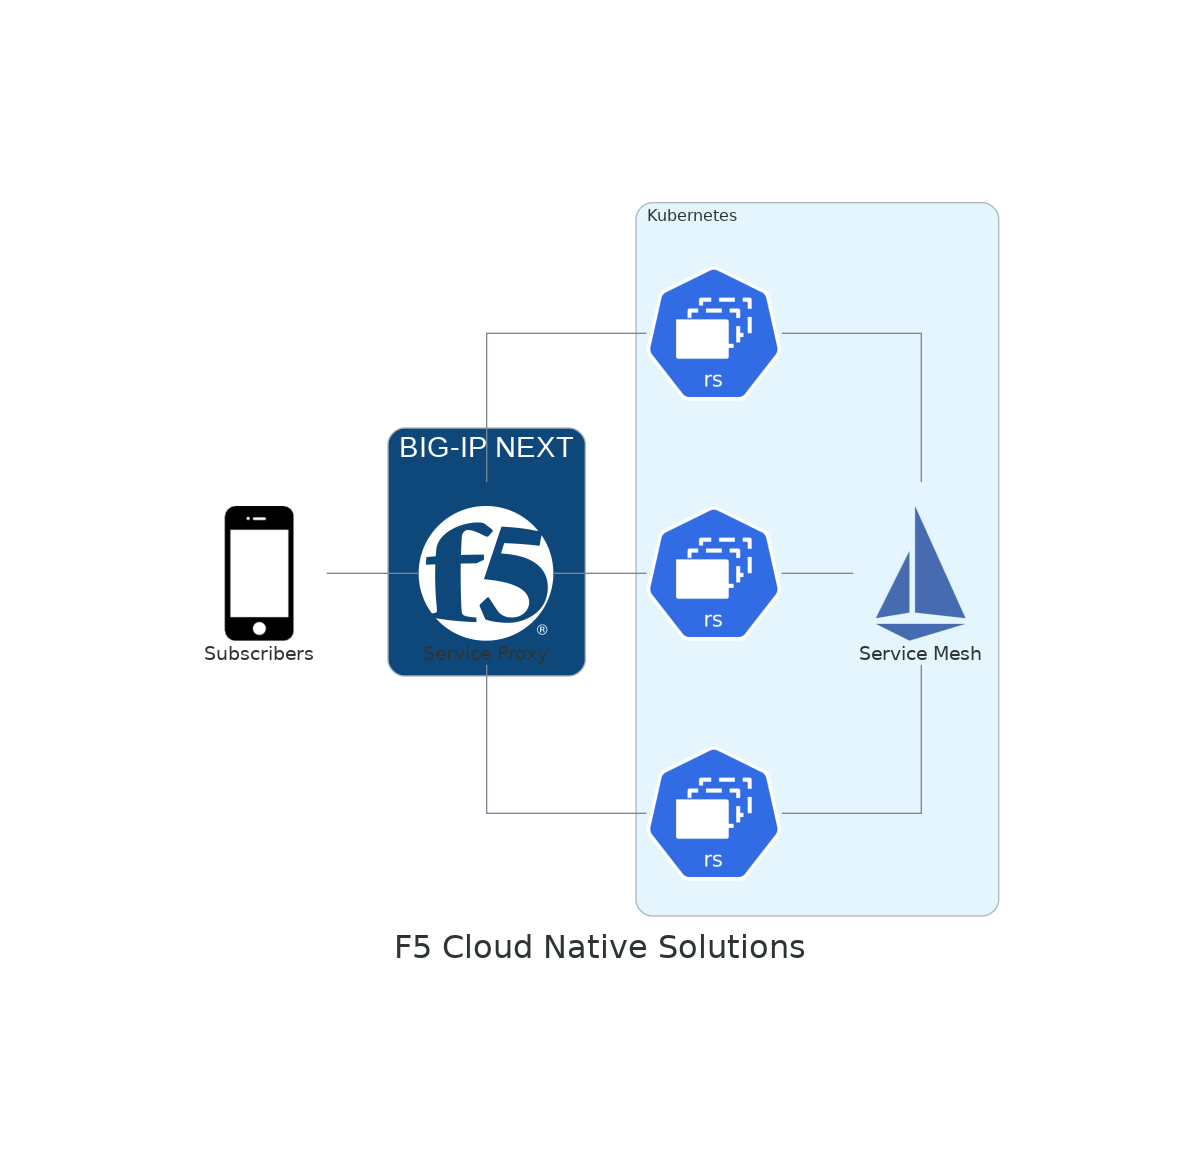 Kubernetes
rs
BIG-IP NEXT
f5
®
rs
Subscribers
Service Proxy
Service Mesh
rs
F5 Cloud Native Solutions